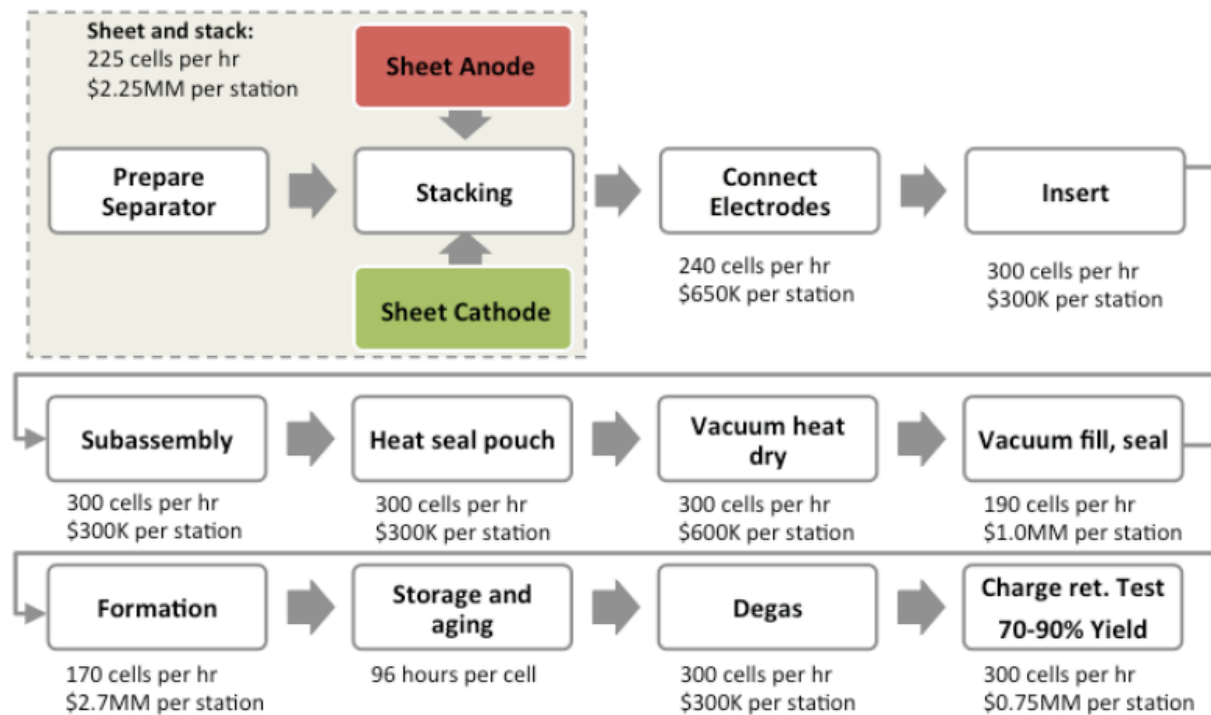 Sheet and stack:
225 cells per hr
$2.25MM per station
Sheet Anode
Prepare
Separator
Stacking
Sheet Cathode
Connect
Electrodes
240 cells per hr
$650K per station
Insert
300 cells per hr
$300K per station
Subassembly
300 cells per hr
$300K per station
Heat seal pouch
300 cells per hr
$300K per station
Vacuum heat
dry
300 cells per hr
$600K per station
Vacuum fill, seal
190 cells per hr
$1.0MM per station
Formation
170 cells per hr
$2.7MM per station
Storage and
aging
96 hours per cell
Degas
300 cells per hr
$300K per station
Charge ret. Test
70-90% Yield
300 cells per hr
$0.75MM per station